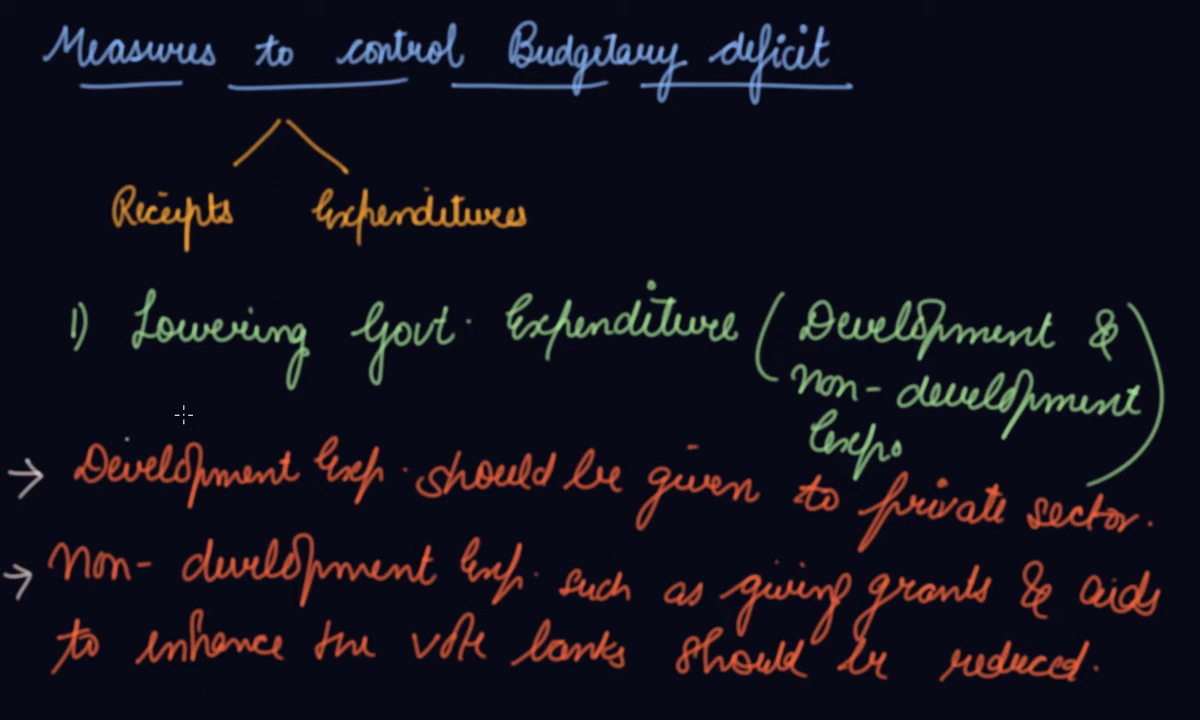 Measures to control Budgetary deficit
Receipts Expenditures
1) Lowering Govt. Expenditure (Development &
non-development
Exp.)
→ Development Exp. should be given to private sector.
→ Non-development Exp. such as giving grants & aids
to enhance the vote banks should be reduced.